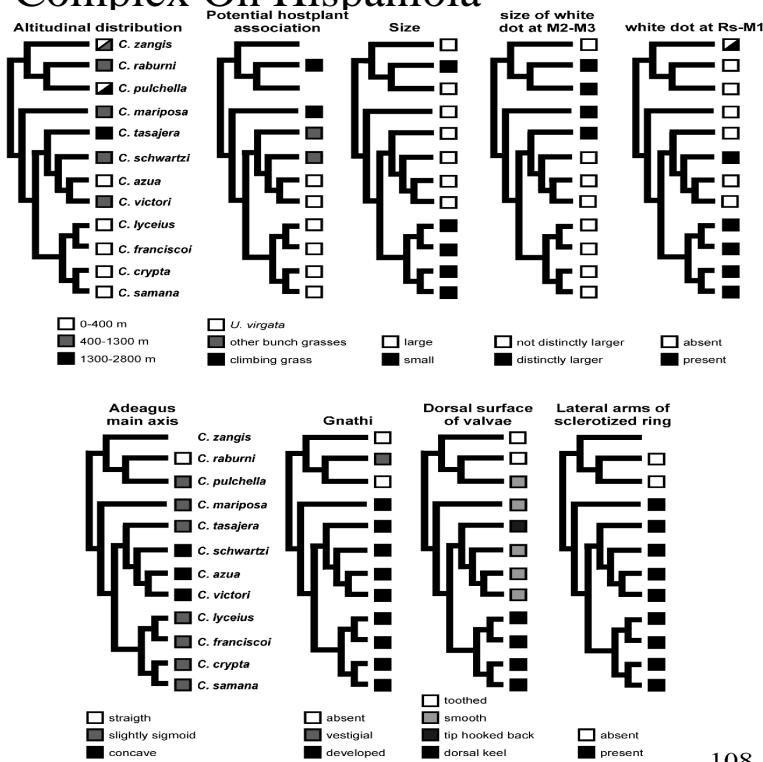 Complex On Hispaniola
Altitudinal distribution
Potential hostplant
association
Size
size of white
dot at M2-M3
white dot at Rs-M1
C. zangis
C. raburni
C. pulchella
C. mariposa
C. tasajera
C. schwartzi
C. azua
C. victori
C. lyceius
C. franciscoi
C. crypta
C. samana
0-400 m
400-1300 m
1300-2800 m
U. virgata
other bunch grasses
climbing grass
large
small
not distinctly larger
distinctly larger
absent
present
Adeagus
main axis
Gnathi
Dorsal surface
of valvae
Lateral arms of
sclerotized ring
C. zangis
C. raburni
C. pulchella
C. mariposa
C. tasajera
C. schwartzi
C. azua
C. victori
C. lyceius
C. franciscoi
C. crypta
C. samana
straigth
slightly sigmoid
concave
absent
vestigial
developed
toothed
smooth
tip hooked back
dorsal keel
absent
present
108